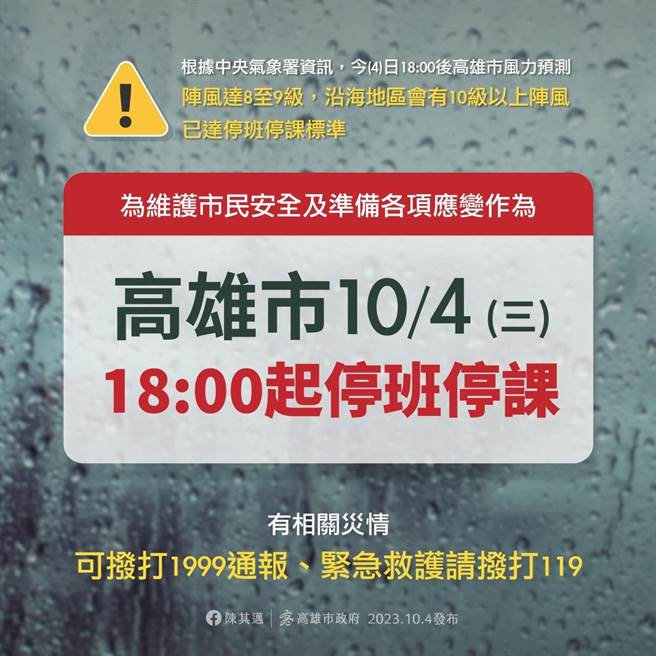 根據中央氣象署資訊，今(4)日18:00後高雄市風力預測
陣風達8至9級，沿海地區會有10級以上陣風
已達停班停課標準
為維護市民安全及準備各項應變作為
高雄市10/4 (三)
18:00起停班停課
有相關災情
可撥打1999通報、緊急救護請撥打119
陳其邁 | 高雄市政府 2023.10.4發布